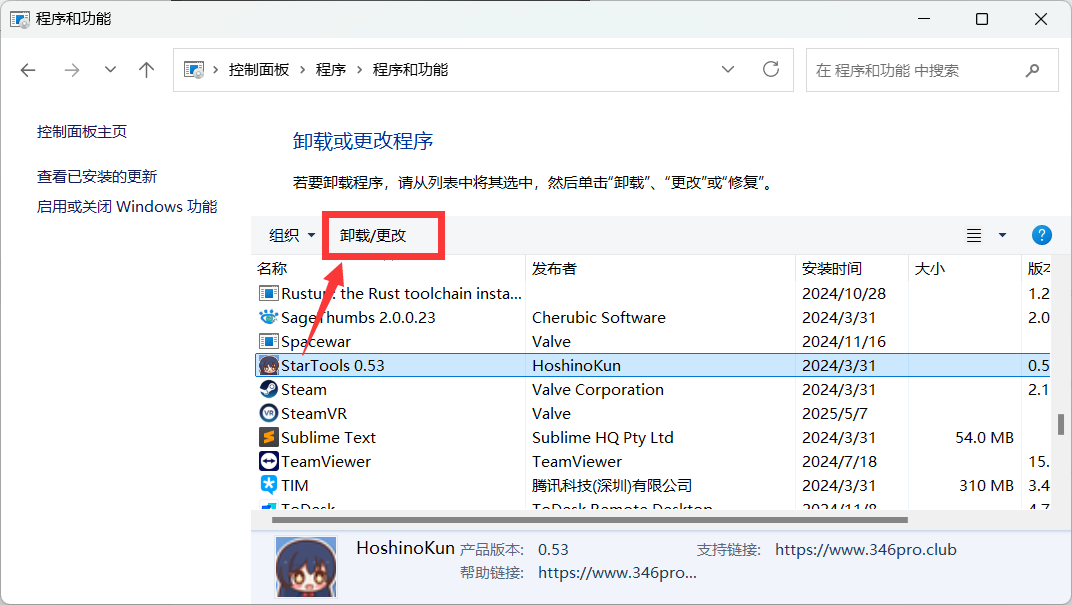 程序和功能
控制面板 > 程序 > 程序和功能
在 程序和功能 中搜索
控制面板主页
查看已安装的更新
启用或关闭 Windows 功能
卸载或更改程序
若要卸载程序，请从列表中将其选中，然后单击“卸载”、“更改”或“修复”。
组织 卸载/更改
名称 发布者 安装时间 大小 版本
Rustup: the Rust toolchain insta... 2024/10/28 1.2
SageThumbs 2.0.0.23 Cherubic Software 2024/3/31 2.0
Spacewar Valve 2024/11/16
StarTools 0.53 HoshinoKun 2024/3/31 0.5
Steam Valve Corporation 2024/3/31 2.1
SteamVR Valve 2025/5/7
Sublime Text Sublime HQ Pty Ltd 2024/3/31 54.0 MB
TeamViewer TeamViewer 2024/7/18 15.
TIM 腾讯科技(深圳)有限公司 2024/3/31 310 MB 3.4
ToDesk ToDesk Remote Desktop 2024/11/8 4.7
HoshinoKun 产品版本: 0.53 支持链接: https://www.346pro.club
帮助链接: https://www.346pro...